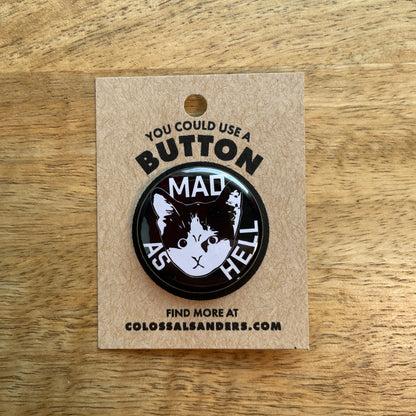 YOU COULD USE A
BUTTON
MAD
AS
HELL
FIND MORE AT
COLOSSALSANDERS.COM